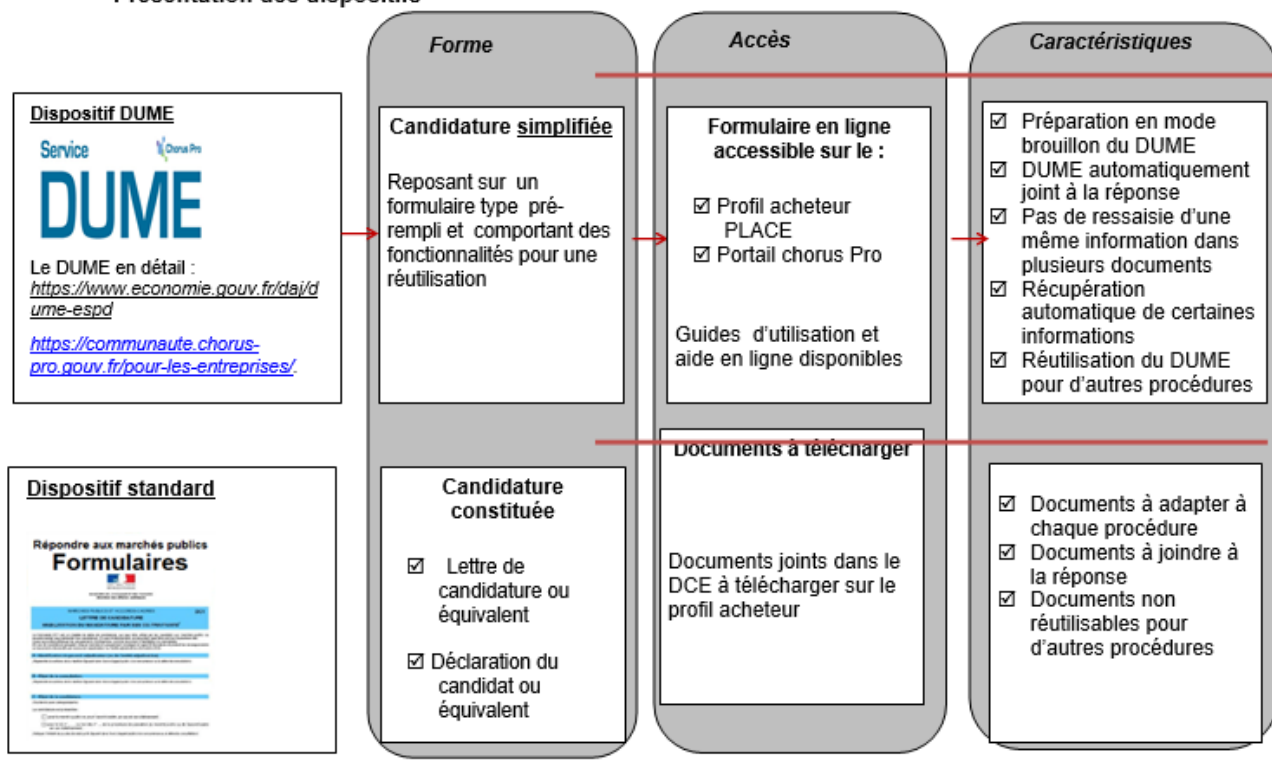 Présentation des dispositifs
Forme
Accès
Caractéristiques
Dispositif DUME
Service
Chorus Pro
DUME
Le DUME en détail :
https://www.economie.gouv.fr/daj/d
ume-espd
https://communaute.chorus-
pro.gouv.fr/pour-les-entreprises/.
Candidature simplifiée
Reposant sur un
formulaire type pré-
rempli et comportant des
fonctionnalités pour une
réutilisation
Formulaire en ligne
accessible sur le :
☑ Profil acheteur
PLACE
☑ Portail chorus Pro
Guides d'utilisation et
aide en ligne disponibles
☑ Préparation en mode
brouillon du DUME
☑ DUME automatiquement
joint à la réponse
☑ Pas de ressaisie d'une
même information dans
plusieurs documents
☑ Récupération
automatique de certaines
informations
☑ Réutilisation du DUME
pour d'autres procédures
Dispositif standard
Répondre aux marchés publics
Formulaires
LETTRE DE CANDIDATURE
Candidature
constituée
☑ Lettre de
candidature ou
équivalent
☑ Déclaration du
candidat ou
équivalent
Documents à télécharger
Documents joints dans le
DCE à télécharger sur le
profil acheteur
☑ Documents à adapter à
chaque procédure
☑ Documents à joindre à
la réponse
☑ Documents non
réutilisables pour
d'autres procédures